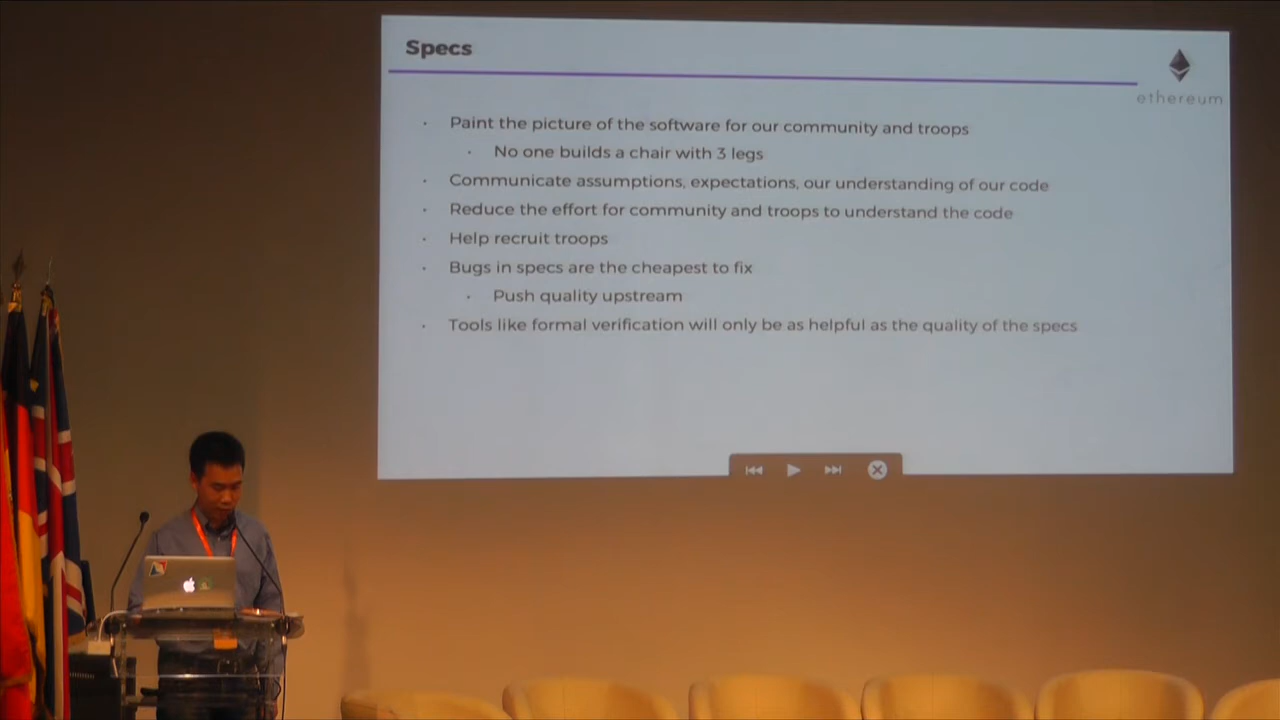 Specs
ethereum
Paint the picture of the software for our community and troops
No one builds a chair with 3 legs
Communicate assumptions, expectations, our understanding of our code
Reduce the effort for community and troops to understand the code
Help recruit troops
Bugs in specs are the cheapest to fix
Push quality upstream
Tools like formal verification will only be as helpful as the quality of the specs